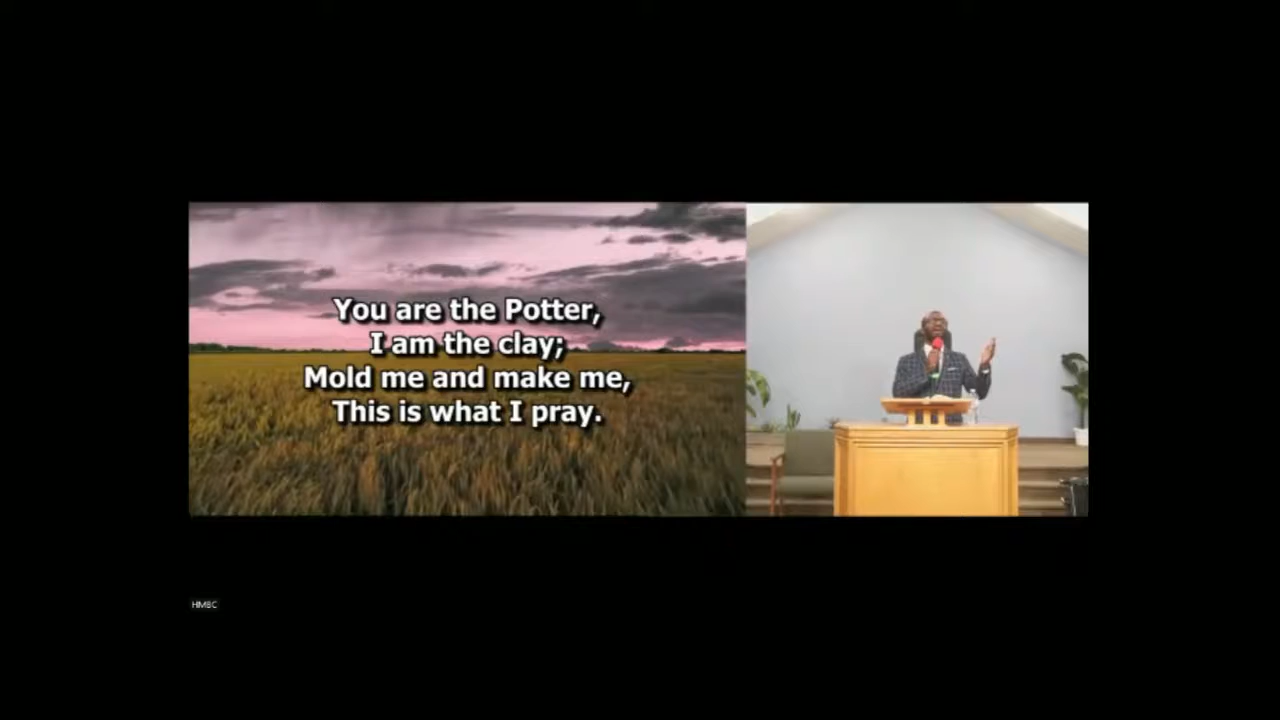 You are the Potter,
I am the clay;
Mold me and make me,
This is what I pray.
HMBC